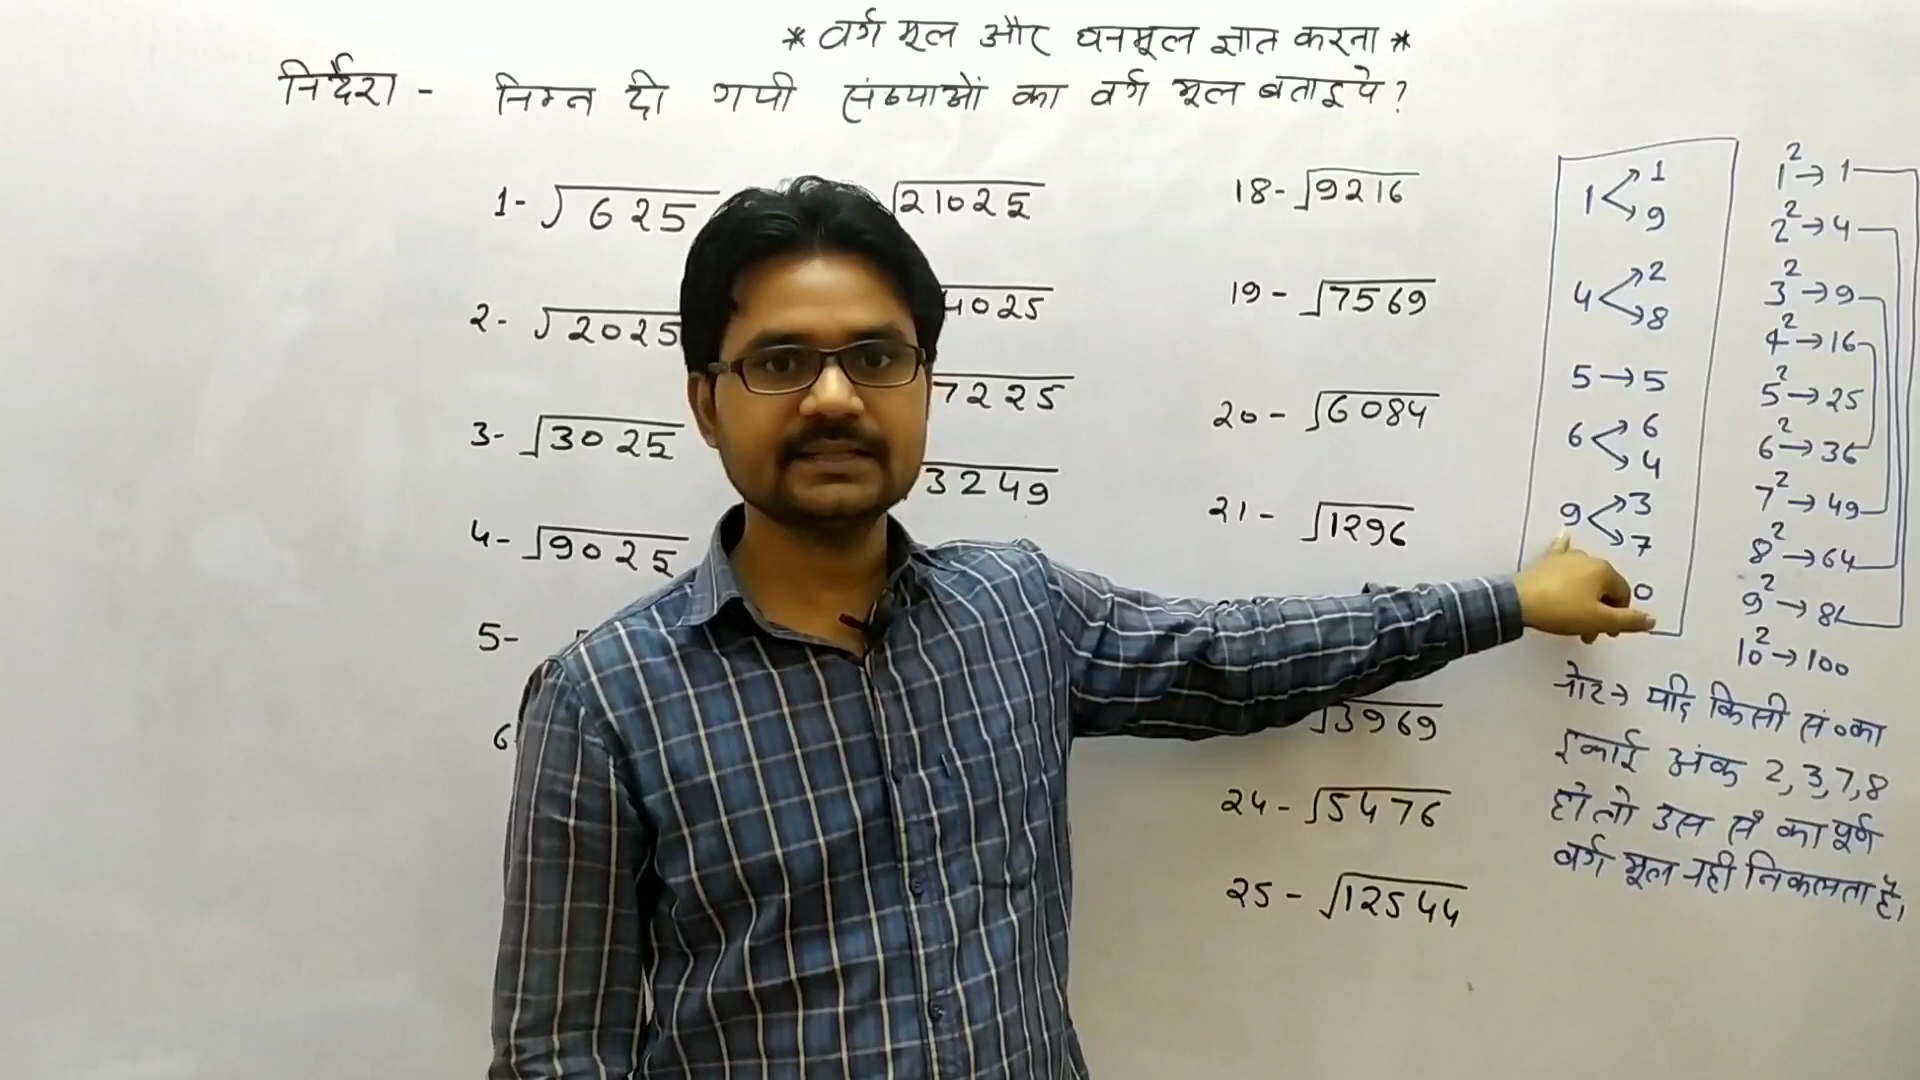 * वर्ग मूल और घनमूल ज्ञात करना *
निर्देश - निम्न दी गयी संख्याओं का वर्ग मूल बताइये ?
1- √625
2- √2025
3- √3025
4- √9025
5-
6
√21025
4025
7225
3249
18- √9216
19- √7569
20- √6084
21- √1296
√3969
24- √5476
25- √12544
1 < 1
9
4 < 2
8
5 → 5
6 < 6
4
9 < 3
7
0
1² → 1
2² → 4
3² → 9
4² → 16
5² → 25
6² → 36
7² → 49
8² → 64
9² → 81
10² → 100
नोट → यदि किसी सं० का
इकाई अंक 2,3,7,8
हो तो उस सं का पूर्ण
वर्ग मूल नही निकलता है।